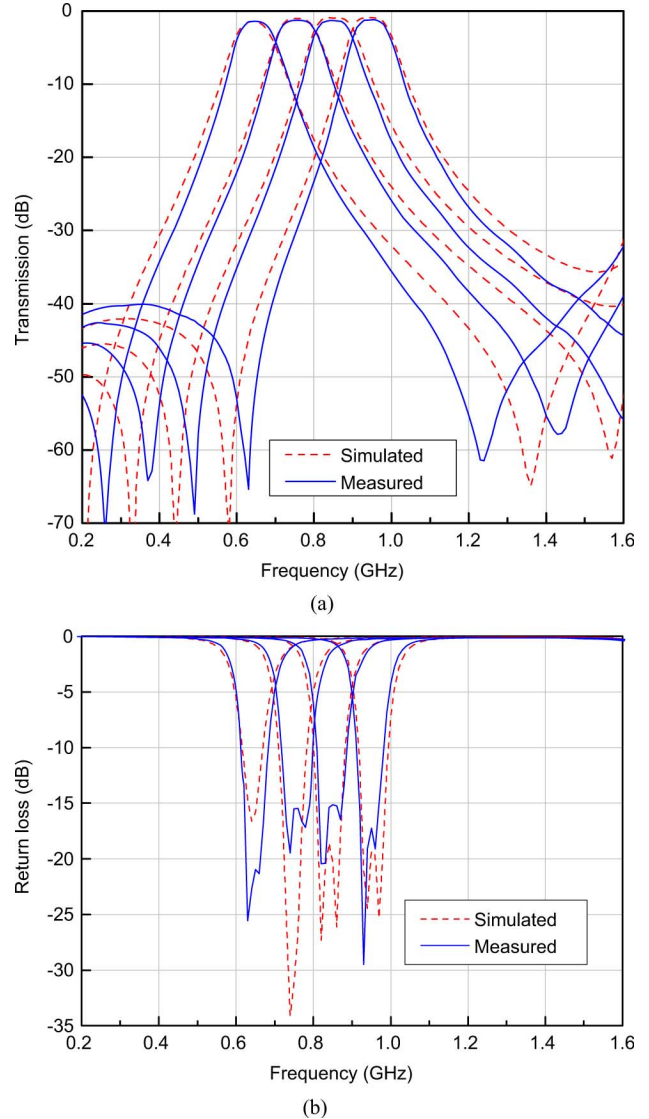 0
-10
-20
-30
-40
-50
-60
-70
Transmission (dB)
Simulated
Measured
0.2 0.4 0.6 0.8 1.0 1.2 1.4 1.6
Frequency (GHz)
(a)
0
-5
-10
-15
-20
-25
-30
-35
Return loss (dB)
Simulated
Measured
0.2 0.4 0.6 0.8 1.0 1.2 1.4 1.6
Frequency (GHz)
(b)